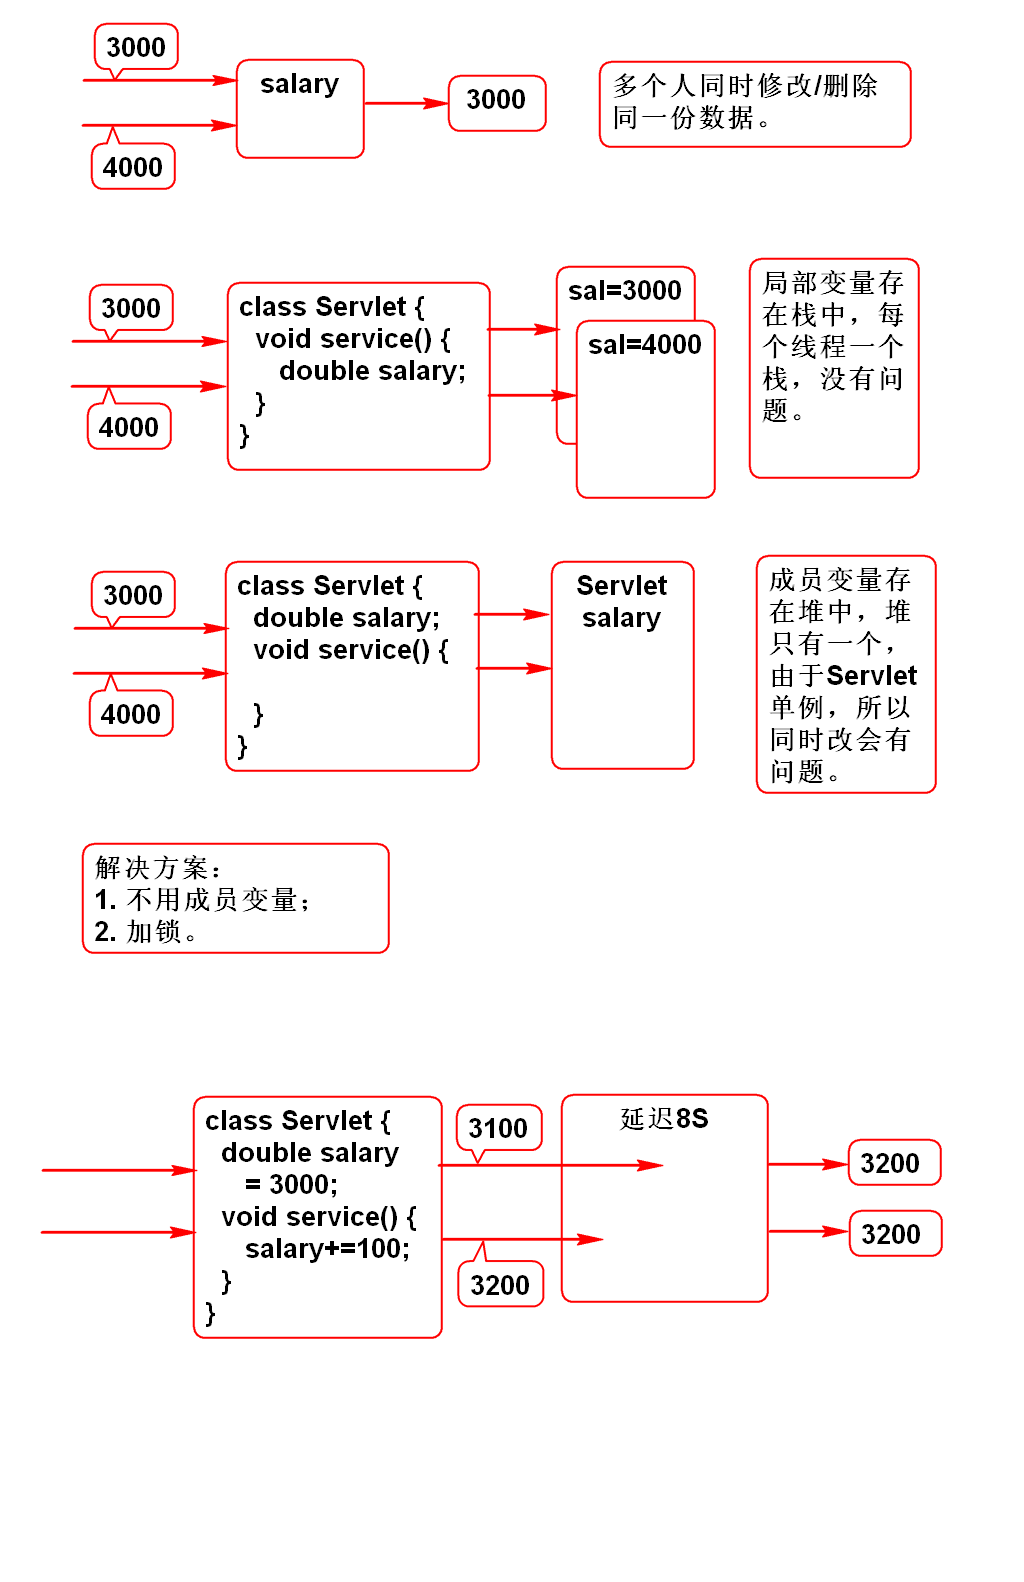 3000
salary
3000
4000
多个人同时修改/删除
同一份数据。
3000
4000
class Servlet {
void service() {
double salary;
}
}
sal=3000
sal=4000
局部变量存
在栈中，每
个线程一个
栈，没有问
题。
3000
4000
class Servlet {
double salary;
void service() {
}
}
Servlet
salary
成员变量存
在堆中，堆
只有一个，
由于Servlet
单例，所以
同时改会有
问题。
解决方案：
1. 不用成员变量；
2. 加锁。
class Servlet {
double salary
= 3000;
void service() {
salary+=100;
}
}
3100
3200
延迟8S
3200
3200